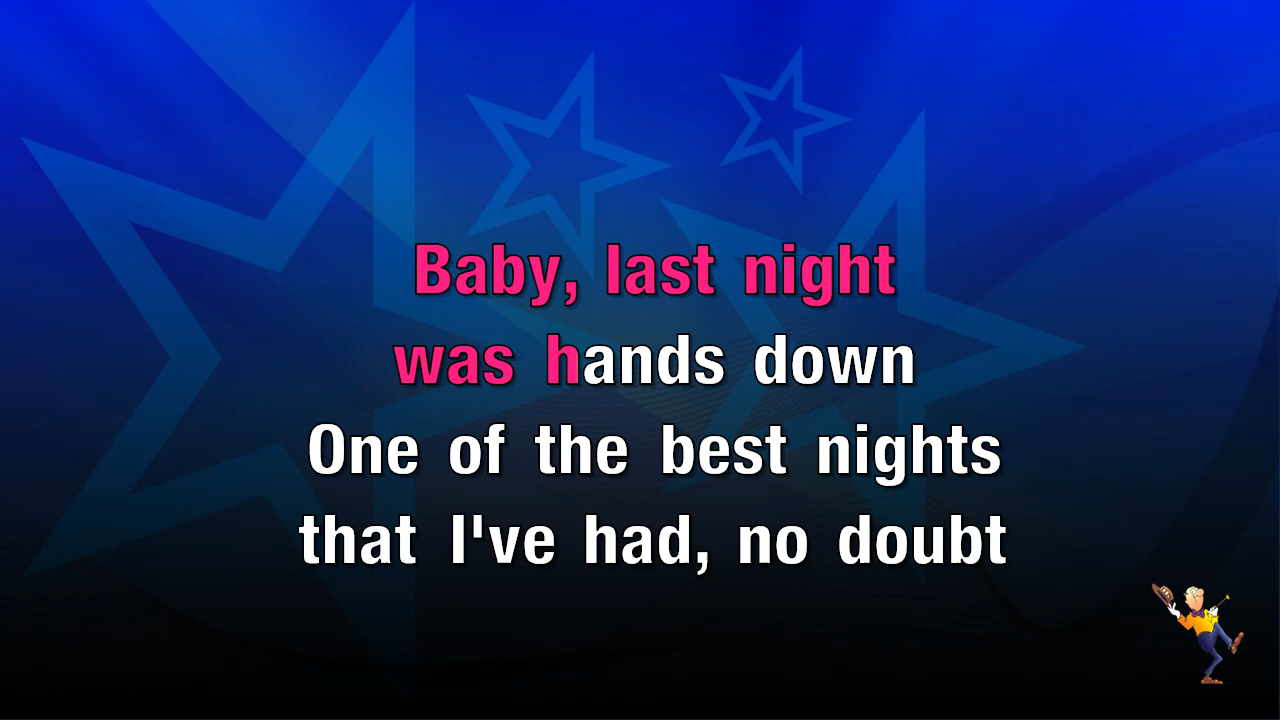 Baby, last night
was hands down
One of the best nights
that I've had, no doubt